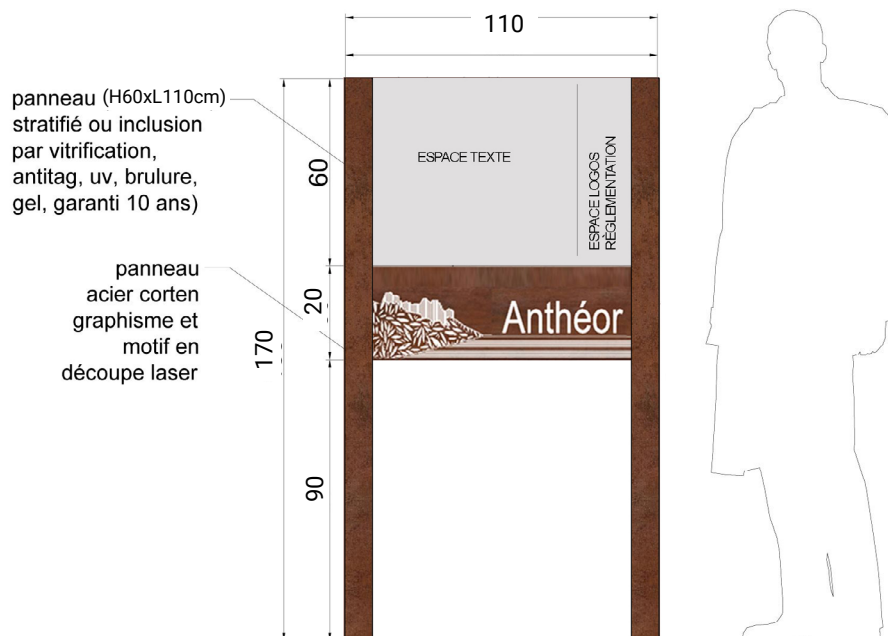 110
panneau (H60xL110cm)
stratifié ou inclusion
par vitrification,
antitag, uv, brulure,
gel, garanti 10 ans)
60
ESPACE TEXTE
ESPACE LOGOS
RÈGLEMENTATION
panneau
acier corten
graphisme et
motif en
découpe laser
20
Anthéor
170
90